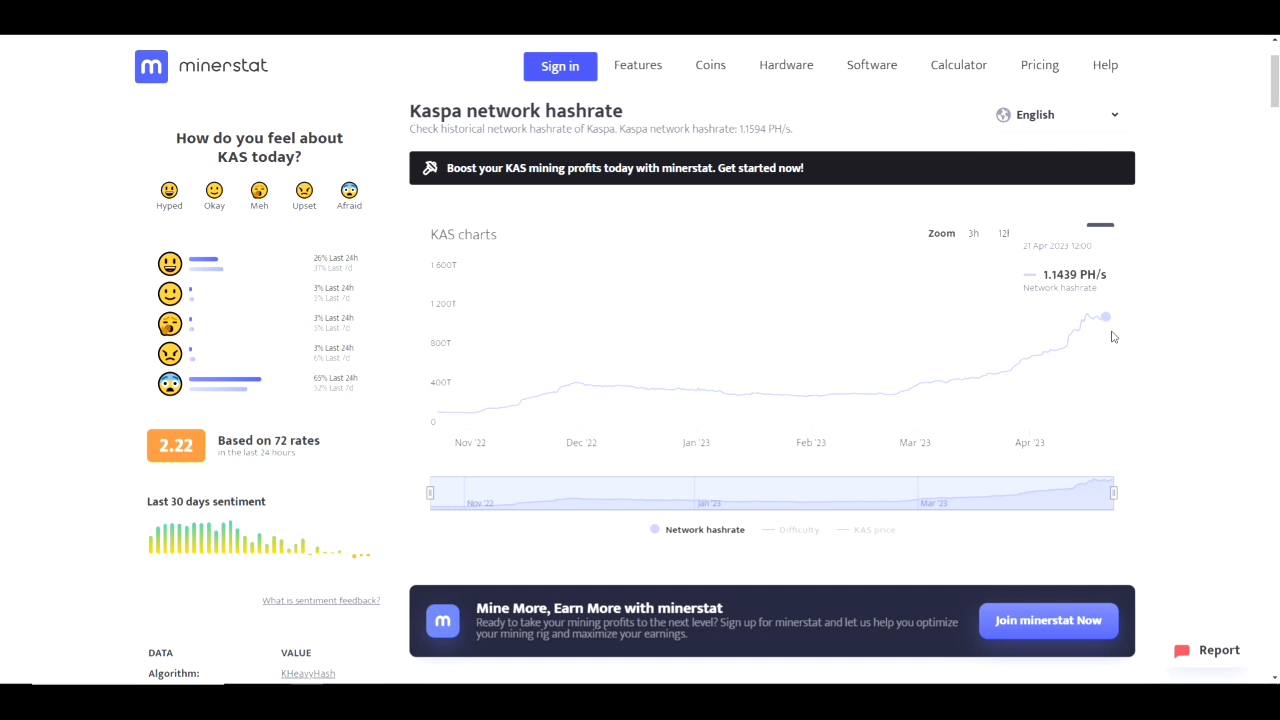 minerstat
Sign in
Features
Coins
Hardware
Software
Calculator
Pricing
Help
How do you feel about
KAS today?
Hyped
Okay
Meh
Upset
Afraid
26% Last 24h
31% Last 7d
3% Last 24h
5% Last 7d
3% Last 24h
5% Last 7d
3% Last 24h
6% Last 7d
65% Last 24h
52% Last 7d
2.22
Based on 72 rates
in the last 24 hours
Last 30 days sentiment
What is sentiment feedback?
DATA
VALUE
Algorithm:
KHeavyHash
Kaspa network hashrate
Check historical network hashrate of Kaspa. Kaspa network hashrate: 1.1594 PH/s.
English
Boost your KAS mining profits today with minerstat. Get started now!
KAS charts
Zoom
3h
12h
21 Apr 2023 12:00
1.1439 PH/s
Network hashrate
1 600T
1 200T
800T
400T
0
Nov '22
Dec '22
Jan '23
Feb '23
Mar '23
Apr '23
Nov '22
Jan '23
Mar '23
Network hashrate
Difficulty
KAS price
Mine More, Earn More with minerstat
Ready to take your mining profits to the next level? Sign up for minerstat and let us help you optimize
your mining rig and maximize your earnings.
Join minerstat Now
Report